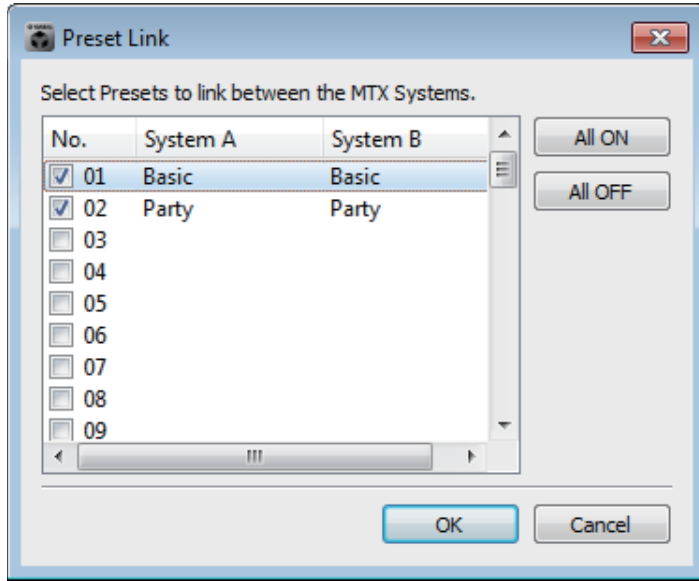 Preset Link
Select Presets to link between the MTX Systems.
No. System A System B
All ON
01 Basic Basic
All OFF
02 Party Party
03
04
05
06
07
08
09
OK Cancel